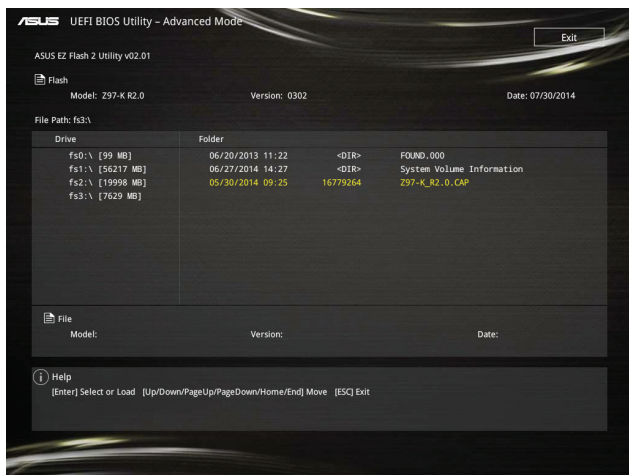 ASUS UEFI BIOS Utility – Advanced Mode
Exit
ASUS EZ Flash 2 Utility v02.01
Flash
Model: Z97-K R2.0 Version: 0302 Date: 07/30/2014
File Path: fs3:\
Drive Folder
fs0:\ [99 MB] 06/20/2013 11:22 <DIR> FOUND.000
fs1:\ [56217 MB] 06/27/2014 14:27 <DIR> System Volume Information
fs2:\ [19998 MB] 05/30/2014 09:25 16779264 Z97-K_R2.0.CAP
fs3:\ [7629 MB]
File
Model: Version: Date:
i Help
[Enter] Select or Load [Up/Down/PageUp/PageDown/Home/End] Move [ESC] Exit